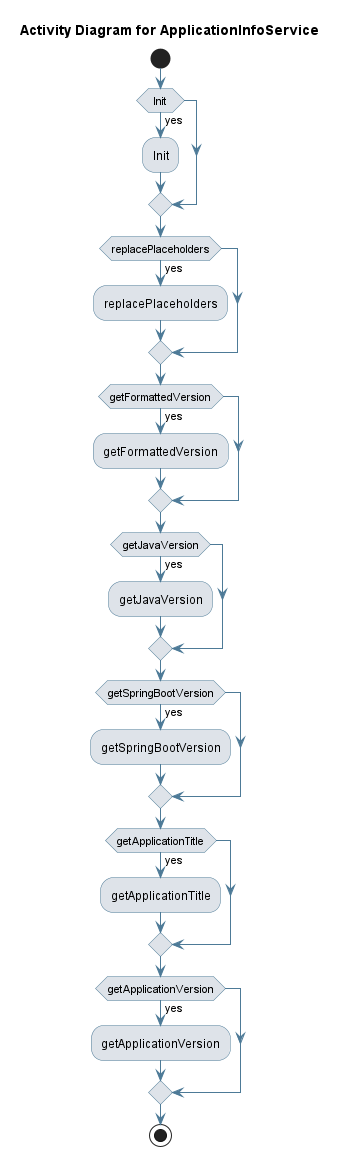 Activity Diagram for ApplicationInfoService
Init
yes
Init
replacePlaceholders
yes
replacePlaceholders
getFormattedVersion
yes
getFormattedVersion
getJavaVersion
yes
getJavaVersion
getSpringBootVersion
yes
getSpringBootVersion
getApplicationTitle
yes
getApplicationTitle
getApplicationVersion
yes
getApplicationVersion